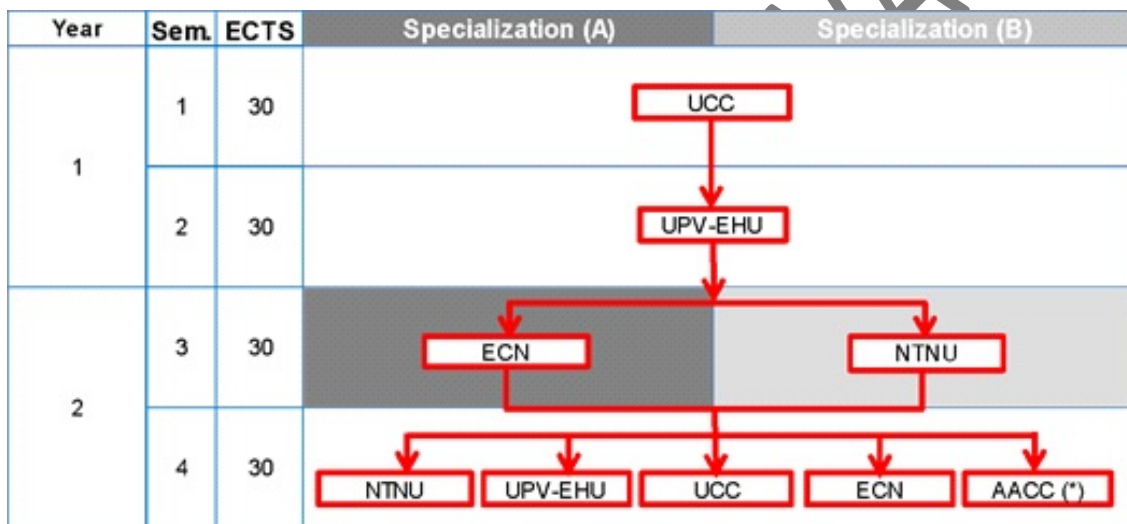 Year Sem. ECTS Specialization (A) Specialization (B)
1
1 30 UCC
2 30 UPV-EHU
2
3 30 ECN NTNU
4 30 NTNU UPV-EHU UCC ECN AACC (*)